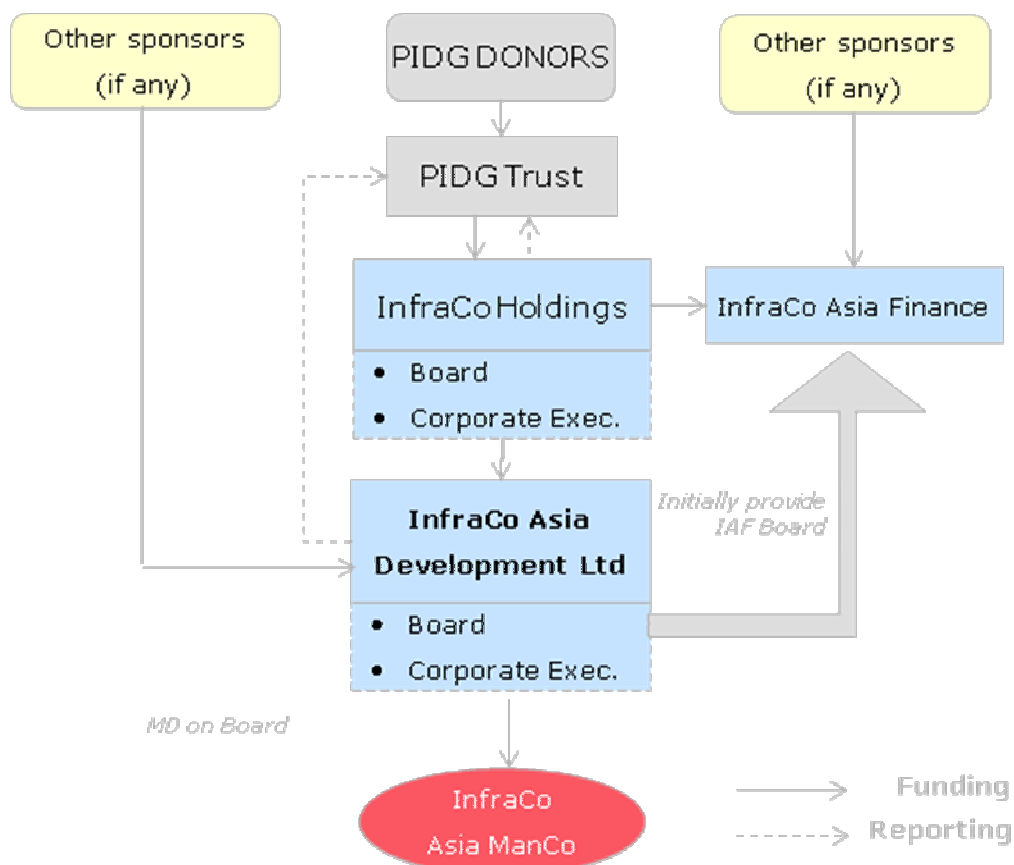 Other sponsors
(if any)
PIDG DONORS
Other sponsors
(if any)
PIDG Trust
InfraCo Holdings
• Board
• Corporate Exec.
InfraCo Asia Finance
InfraCo Asia
Development Ltd
• Board
• Corporate Exec.
Initially provide
IAF Board
MD on Board
InfraCo
Asia ManCo
Funding
Reporting